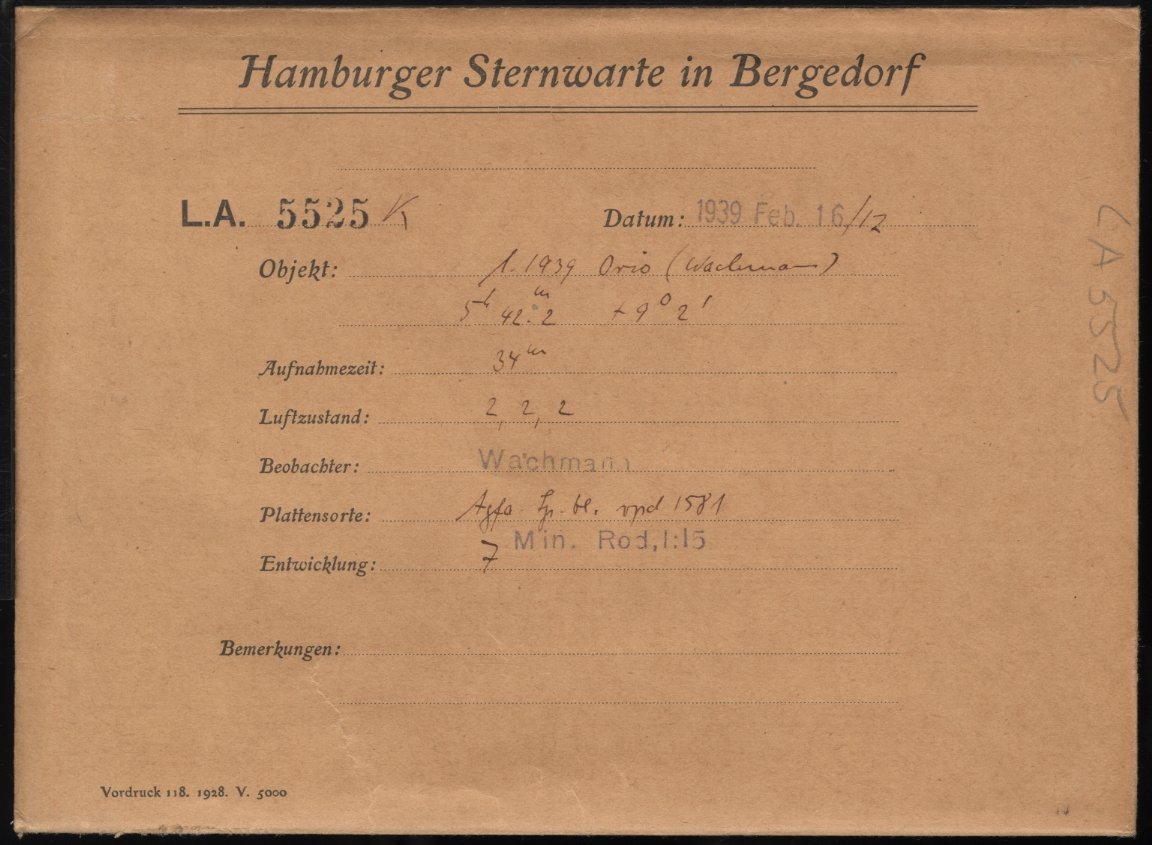 Hamburger Sternwarte in Bergedorf
L.A. 5525 K Datum: 1939 Feb. 16/17
Objekt: 1. 1939 Orio (Wachmann)
5h 42m.2 +9° 2'
Aufnahmezeit: 34m
Luftzustand: 2, 2, 2
Beobachter: Wachmann
Plattensorte: Agfa bl. 1581
Entwicklung: 7 Min. Rod,1:15
Bemerkungen:
Vordruck 118. 1928. V. 5000
LA 5525